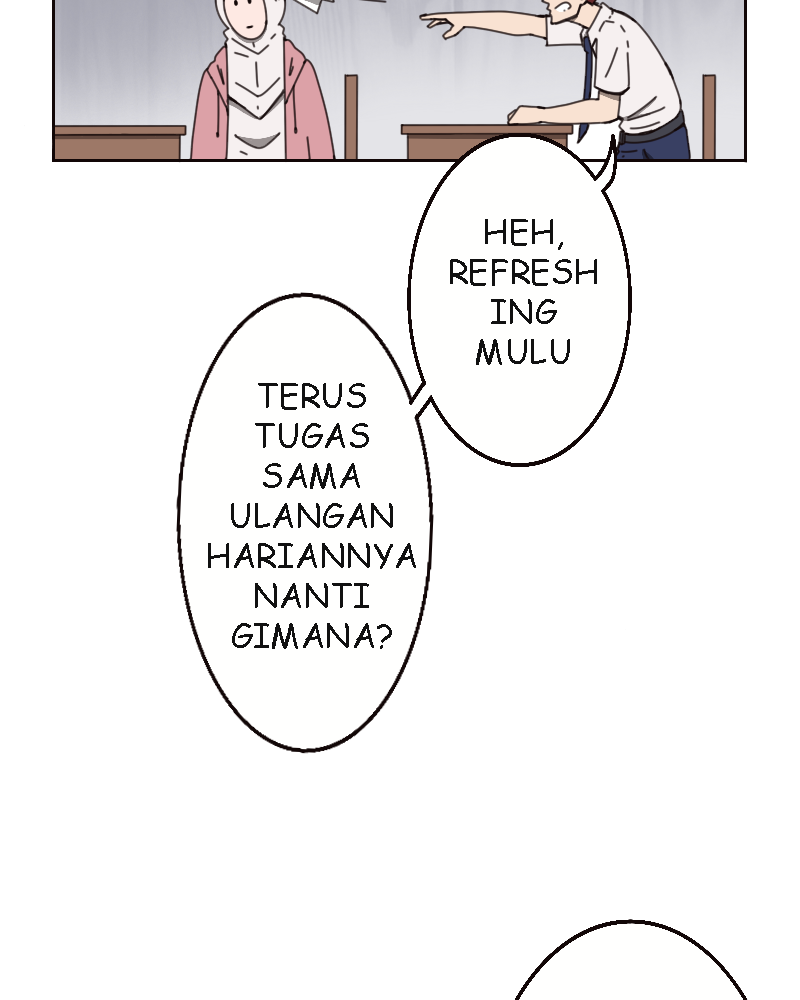 HEH,
REFRESH
ING
MULU
TERUS
TUGAS
SAMA
ULANGAN
HARIANNYA
NANTI
GIMANA?